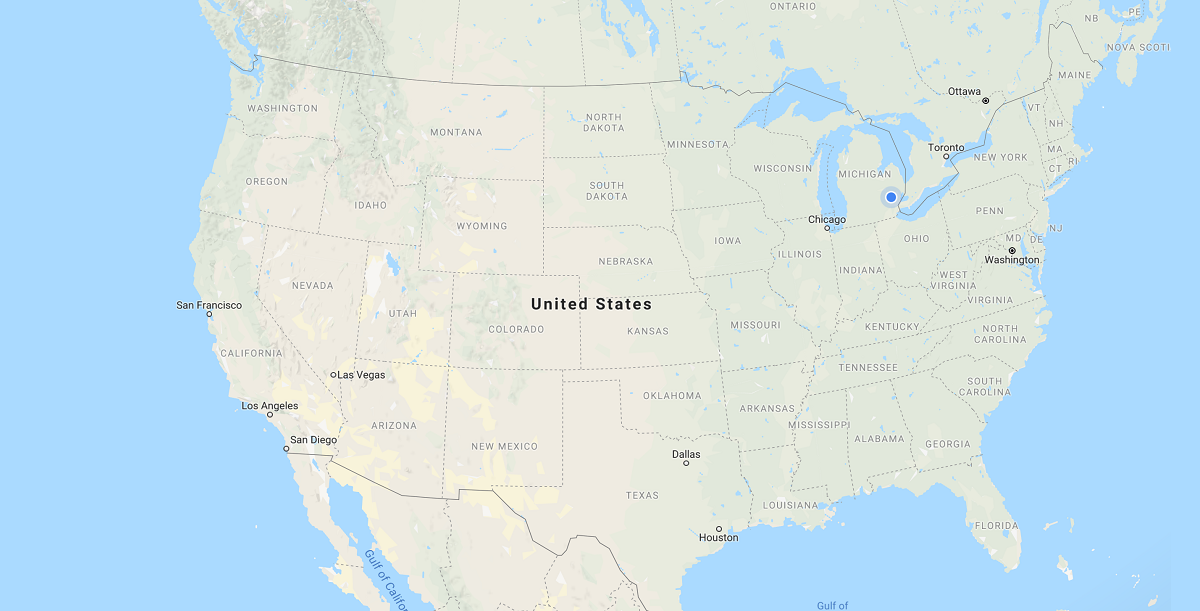 ONTARIO
NB
PE
NOVA SCOTI
MAINE
Ottawa
WASHINGTON
VT
NORTH
DAKOTA
NH
MONTANA
MINNESOTA
Toronto
MA
NEW YORK
RI
WISCONSIN
CT
MICHIGAN
OREGON
SOUTH
DAKOTA
IDAHO
PENN
Chicago
WYOMING
NJ
OHIO
MD
DE
IOWA
ILLINOIS
Washington
NEBRASKA
INDIANA
WEST
VIRGINIA
NEVADA
VIRGINIA
San Francisco
United States
UTAH
COLORADO
KANSAS
MISSOURI
KENTUCKY
NORTH
CAROLINA
CALIFORNIA
TENNESSEE
Las Vegas
SOUTH
CAROLINA
OKLAHOMA
Los Angeles
ARKANSAS
ARIZONA
MISSISSIPPI
San Diego
ALABAMA
NEW MEXICO
GEORGIA
Dallas
TEXAS
LOUISIANA
FLORIDA
Houston
Gulf of Califor
Gulf of